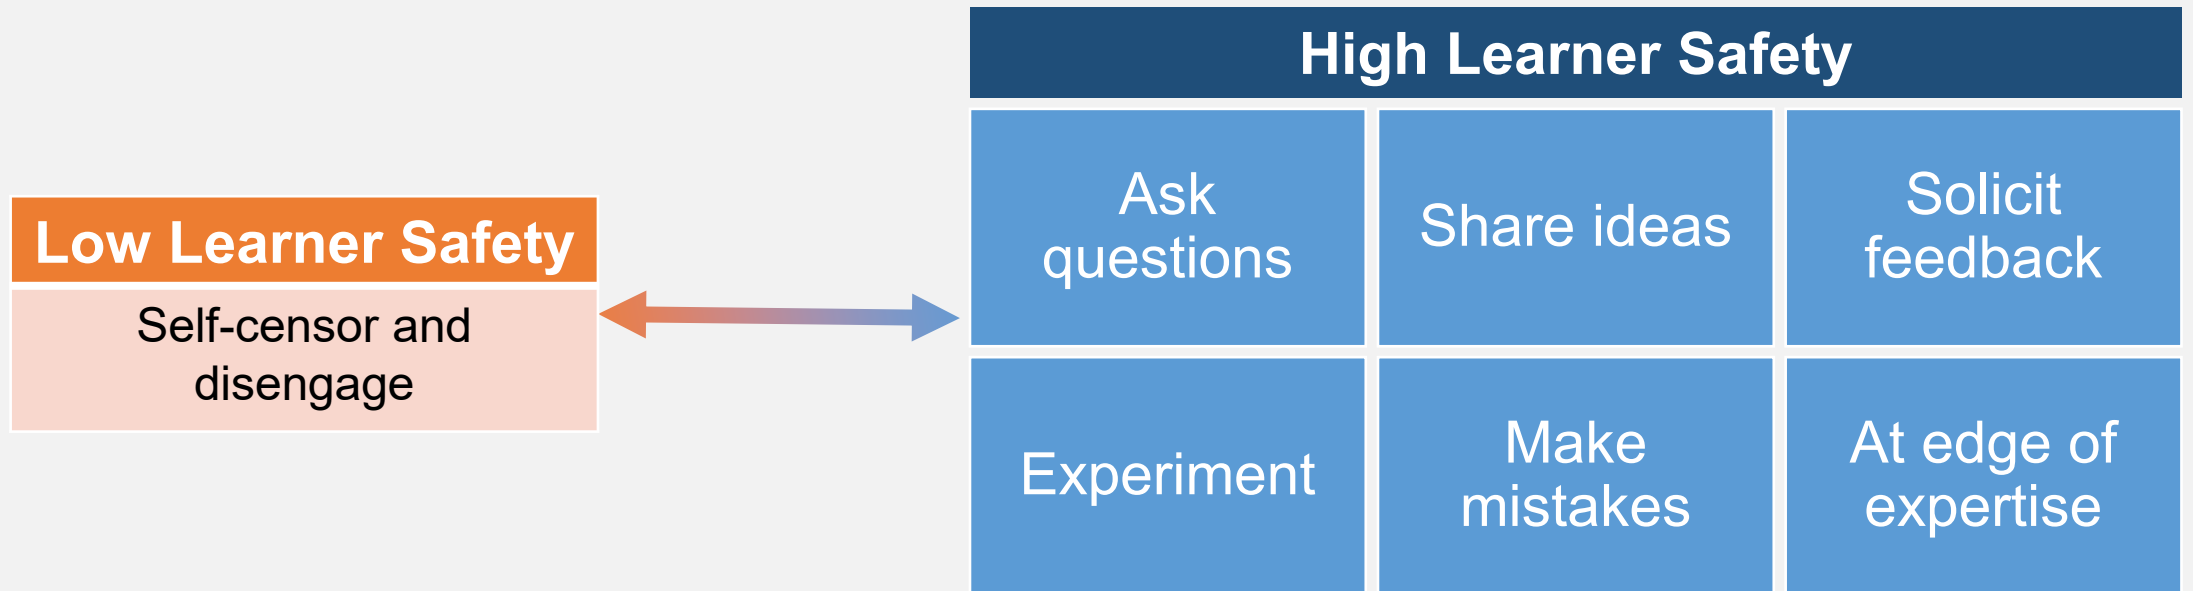 Low Learner Safety
Self-censor and
disengage
High Learner Safety
Ask
questions
Share ideas
Solicit
feedback
Experiment
Make
mistakes
At edge of
expertise